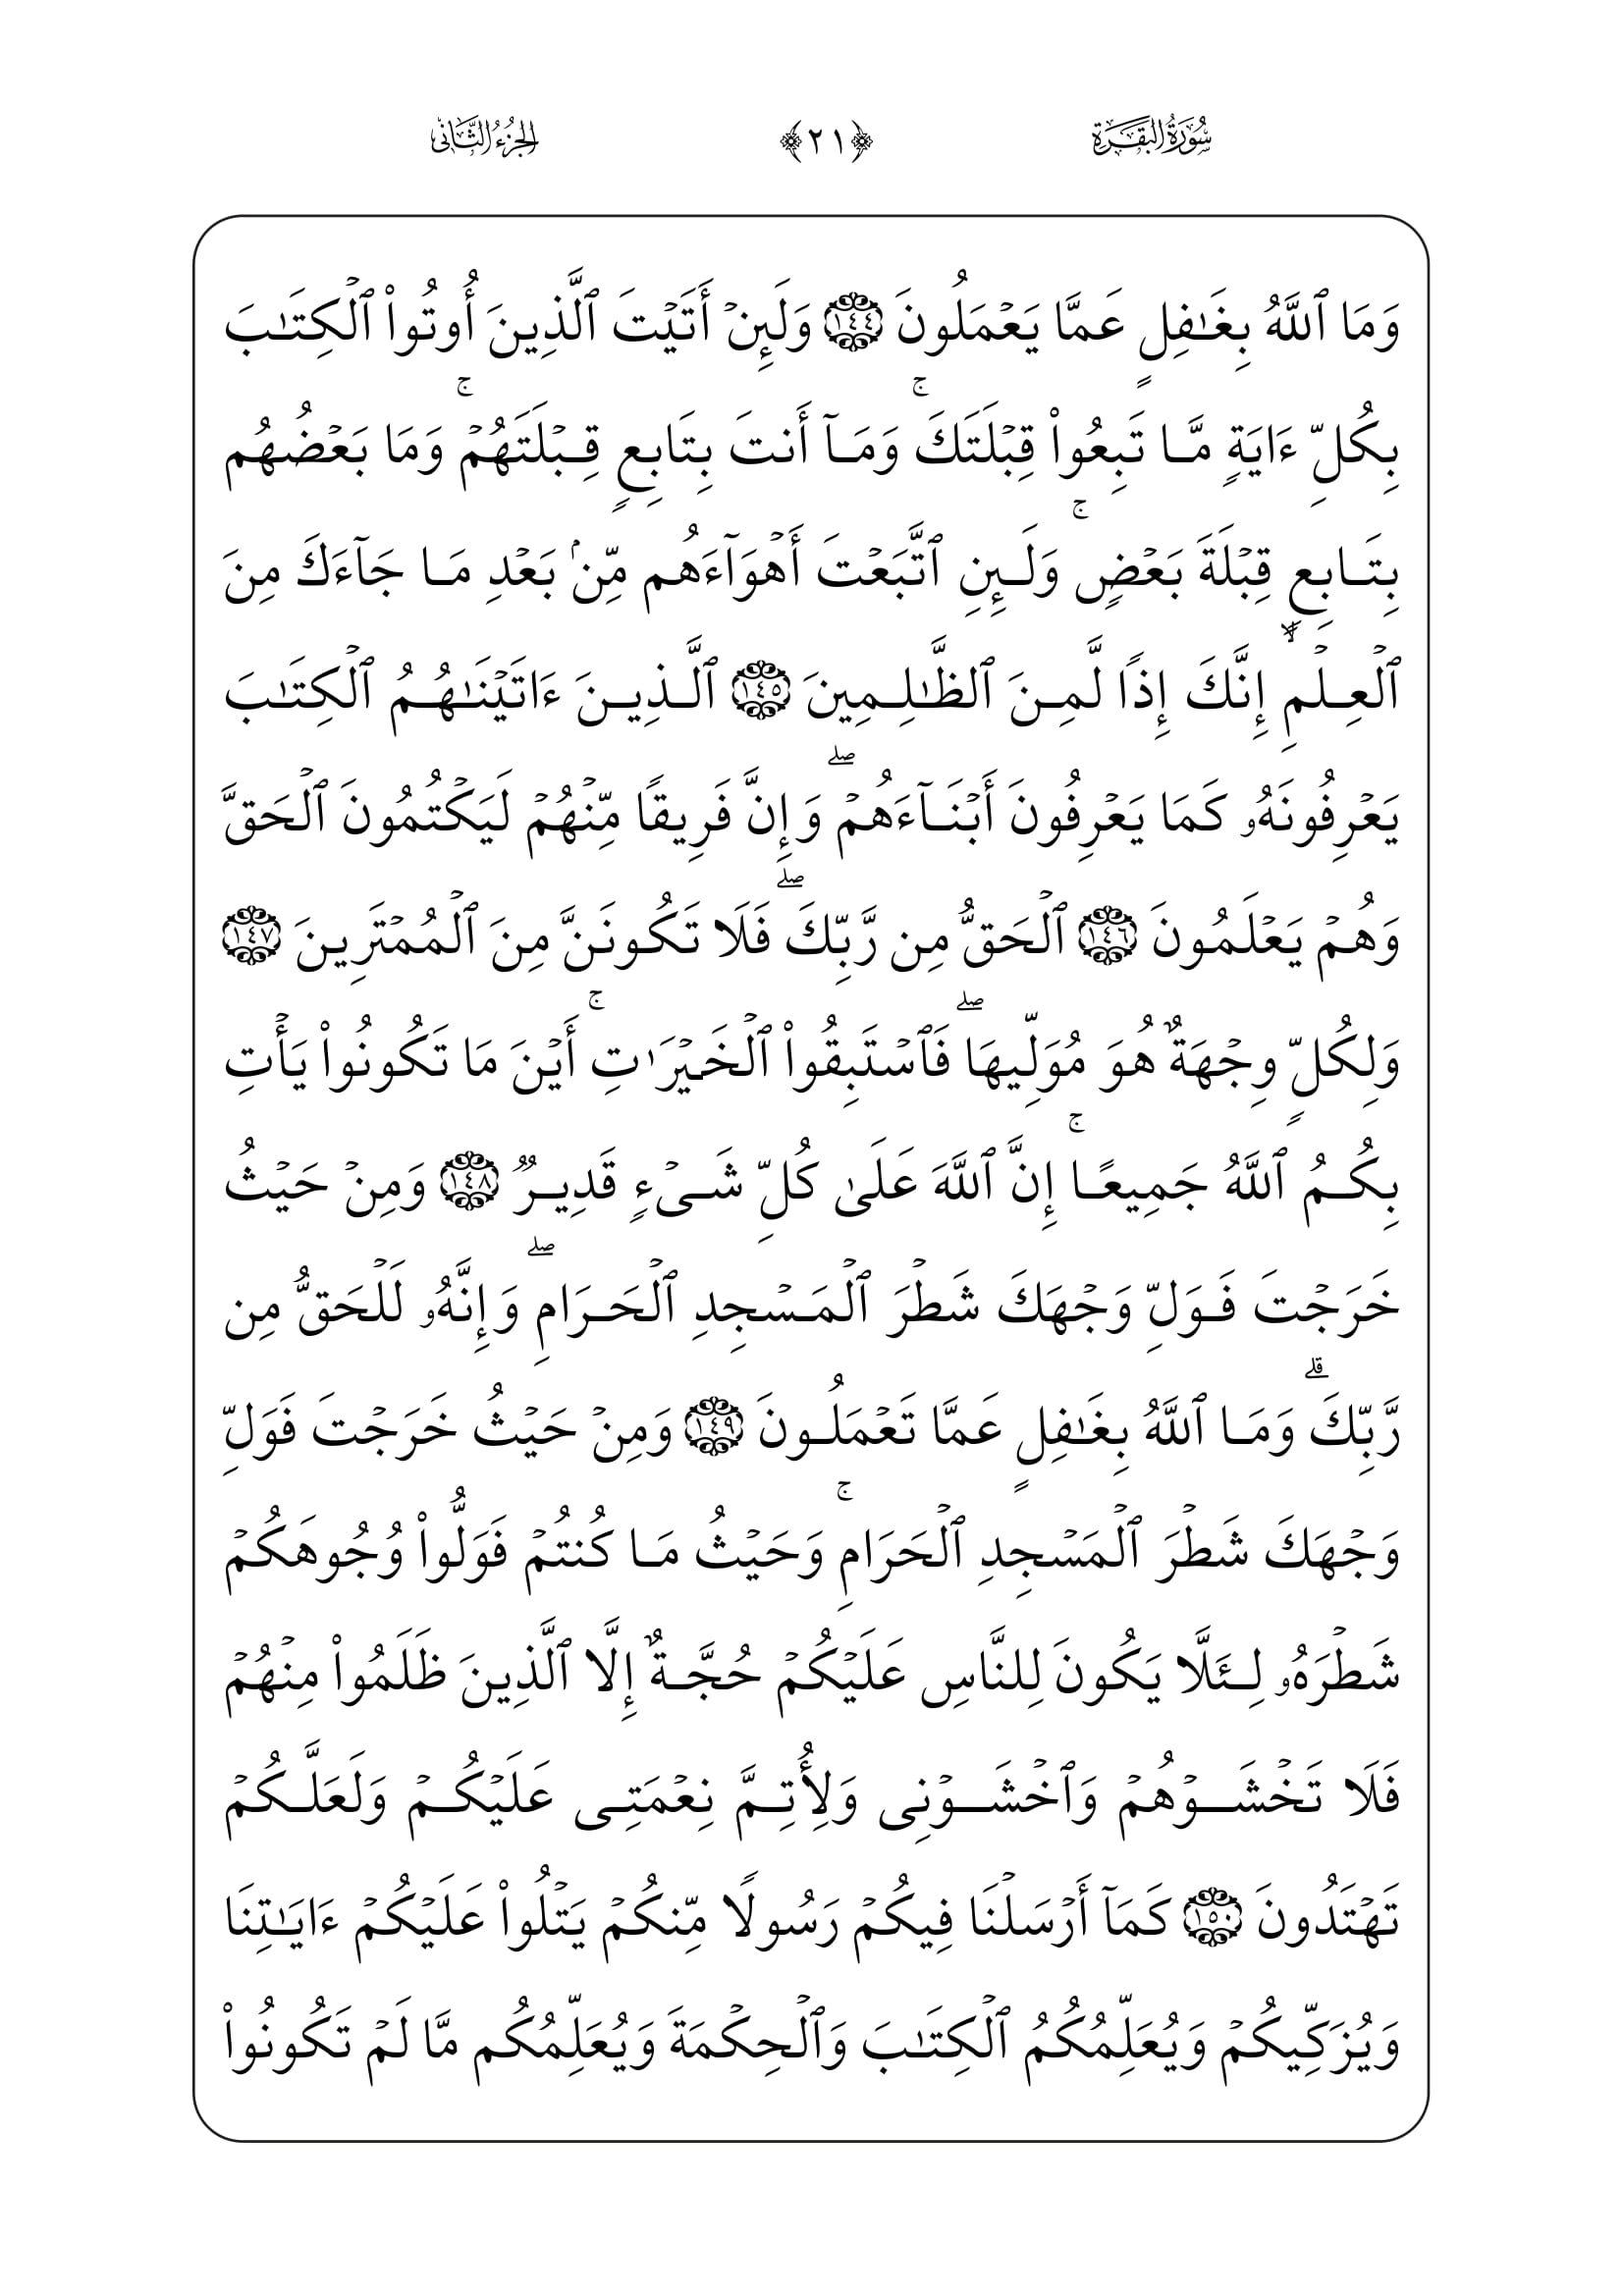 سُورَةُ البَقَرَةِ ﴿٢١﴾ الجُزءُ الثَّانِي
وَمَا ٱللَّهُ بِغَٰفِلٍ عَمَّا يَعۡمَلُونَ ١٤٤ وَلَئِنۡ أَتَيۡتَ ٱلَّذِينَ أُوتُواْ ٱلۡكِتَٰبَ
بِكُلِّ ءَايَةٖ مَّا تَبِعُواْ قِبۡلَتَكَۚ وَمَآ أَنتَ بِتَابِعٖ قِبۡلَتَهُمۡۚ وَمَا بَعۡضُهُم
بِتَابِعٖ قِبۡلَةَ بَعۡضٖۚ وَلَئِنِ ٱتَّبَعۡتَ أَهۡوَآءَهُم مِّنۢ بَعۡدِ مَا جَآءَكَ مِنَ
ٱلۡعِلۡمِ إِنَّكَ إِذٗا لَّمِنَ ٱلظَّٰلِمِينَ ١٤٥ ٱلَّذِينَ ءَاتَيۡنَٰهُمُ ٱلۡكِتَٰبَ
يَعۡرِفُونَهُۥ كَمَا يَعۡرِفُونَ أَبۡنَآءَهُمۡۖ وَإِنَّ فَرِيقٗا مِّنۡهُمۡ لَيَكۡتُمُونَ ٱلۡحَقَّ
وَهُمۡ يَعۡلَمُونَ ١٤٦ ٱلۡحَقُّ مِن رَّبِّكَۖ فَلَا تَكُونَنَّ مِنَ ٱلۡمُمۡتَرِينَ ١٤٧
وَلِكُلّٖ وِجۡهَةٌ هُوَ مُوَلِّيهَاۖ فَٱسۡتَبِقُواْ ٱلۡخَيۡرَٰتِۚ أَيۡنَ مَا تَكُونُواْ يَأۡتِ
بِكُمُ ٱللَّهُ جَمِيعًاۚ إِنَّ ٱللَّهَ عَلَىٰ كُلِّ شَيۡءٖ قَدِيرٞ ١٤٨ وَمِنۡ حَيۡثُ
خَرَجۡتَ فَوَلِّ وَجۡهَكَ شَطۡرَ ٱلۡمَسۡجِدِ ٱلۡحَرَامِۖ وَإِنَّهُۥ لَلۡحَقُّ مِن
رَّبِّكَۗ وَمَا ٱللَّهُ بِغَٰفِلٍ عَمَّا تَعۡمَلُونَ ١٤٩ وَمِنۡ حَيۡثُ خَرَجۡتَ فَوَلِّ
وَجۡهَكَ شَطۡرَ ٱلۡمَسۡجِدِ ٱلۡحَرَامِۚ وَحَيۡثُ مَا كُنتُمۡ فَوَلُّواْ وُجُوهَكُمۡ
شَطۡرَهُۥ لِئَلَّا يَكُونَ لِلنَّاسِ عَلَيۡكُمۡ حُجَّةٌ إِلَّا ٱلَّذِينَ ظَلَمُواْ مِنۡهُمۡ
فَلَا تَخۡشَوۡهُمۡ وَٱخۡشَوۡنِي وَلِأُتِمَّ نِعۡمَتِي عَلَيۡكُمۡ وَلَعَلَّكُمۡ
تَهۡتَدُونَ ١٥٠ كَمَآ أَرۡسَلۡنَا فِيكُمۡ رَسُولٗا مِّنكُمۡ يَتۡلُواْ عَلَيۡكُمۡ ءَايَٰتِنَا
وَيُزَكِّيكُمۡ وَيُعَلِّمُكُمُ ٱلۡكِتَٰبَ وَٱلۡحِكۡمَةَ وَيُعَلِّمُكُم مَّا لَمۡ تَكُونُواْ